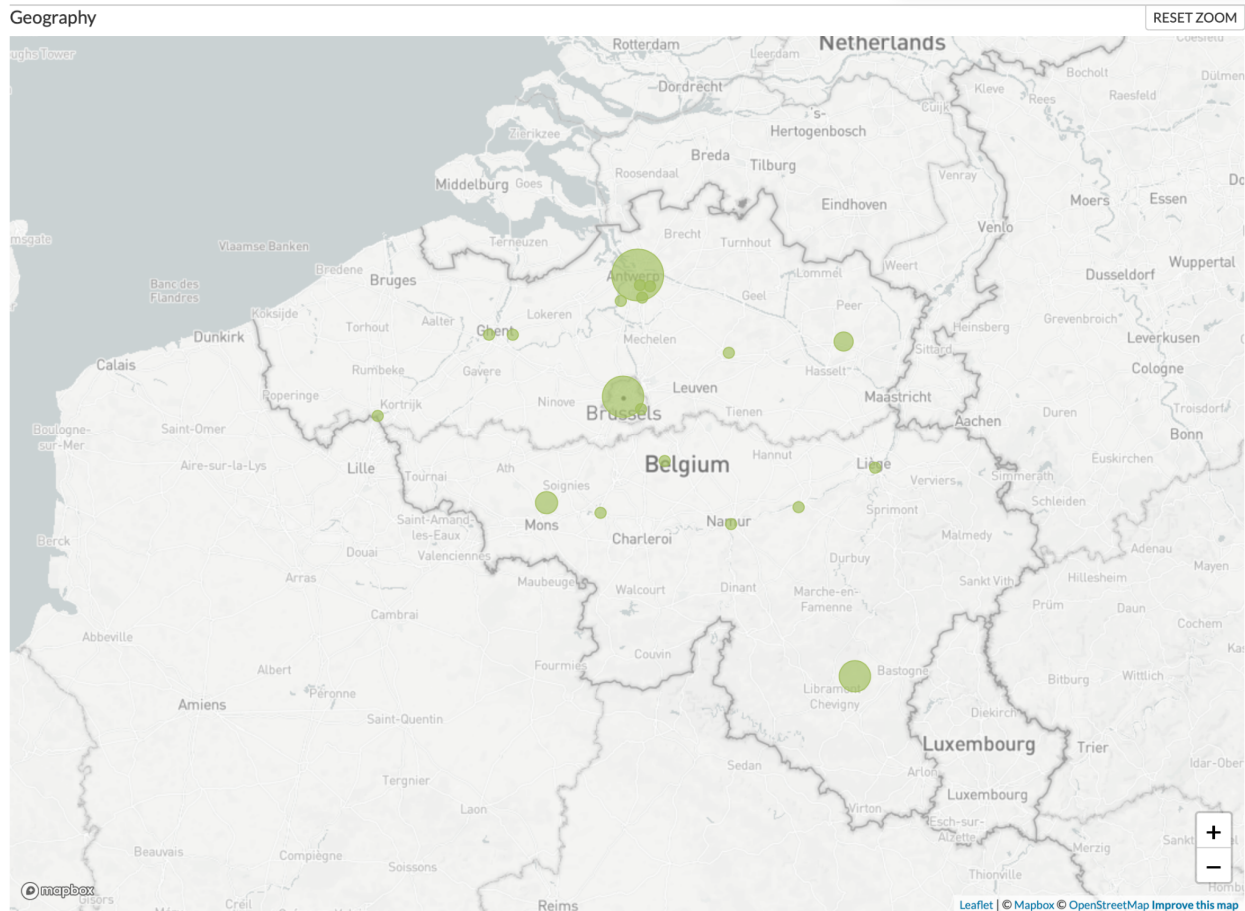 Geography
RESET ZOOM
Rotterdam
Netherlands
Leerdam
Coesfeld
ughs Tower
Dordrecht
Bocholt
Dülmen
Kleve
Rees
Raesfeld
Cuijk
's-
Hertogenbosch
Zierikzee
Breda
Tilburg
Roosendaal
Venray
Middelburg
Goes
Moers
Essen
Eindhoven
Venlo
msgate
Vlaamse Banken
Terneuzen
Brecht
Turnhout
Wuppertal
Bredene
Bruges
Antwerp
Lommel
Weert
Dusseldorf
Banc des
Flandres
Geel
Peer
Koksijde
Lokeren
Aalter
Torhout
Ghent
Grevenbroich
Heinsberg
Dunkirk
Mechelen
Leverkusen
Sittard
Calais
Rumbeke
Gavere
Hasselt
Cologne
Leuven
Poperinge
Ninove
Kortrijk
Maastricht
Brussels
Tienen
Duren
Troisdorf
Aachen
Boulogne-
sur-Mer
Saint-Omer
Bonn
Hannut
Euskirchen
Aire-sur-la-Lys
Lille
Ath
Belgium
Liège
Tournai
Verviers
Simmerath
Soignies
Schleiden
Sprimont
Saint-Amand-
les-Eaux
Mons
Namur
Charleroi
Malmedy
Berck
Douai
Valenciennes
Adenau
Durbuy
Mayen
Arras
Maubeuge
Walcourt
Dinant
Marche-en-
Famenne
Sankt Vith
Hillesheim
Prüm
Daun
Cambrai
Cochem
Abbeville
Couvin
Albert
Fourmies
Bastogne
Bitburg
Wittlich
Péronne
Libramont
Chevigny
Amiens
Saint-Quentin
Diekirch
Luxembourg
Trier
Sedan
Arlon
Idar-Ober
Tergnier
Laon
Virton
Luxembourg
Esch-sur-
Alzette
Merzig
Beauvais
Compiègne
Soissons
Thionville
Gisors
Creil
Reims
+
−
mapbox
Leaflet | © Mapbox © OpenStreetMap Improve this map